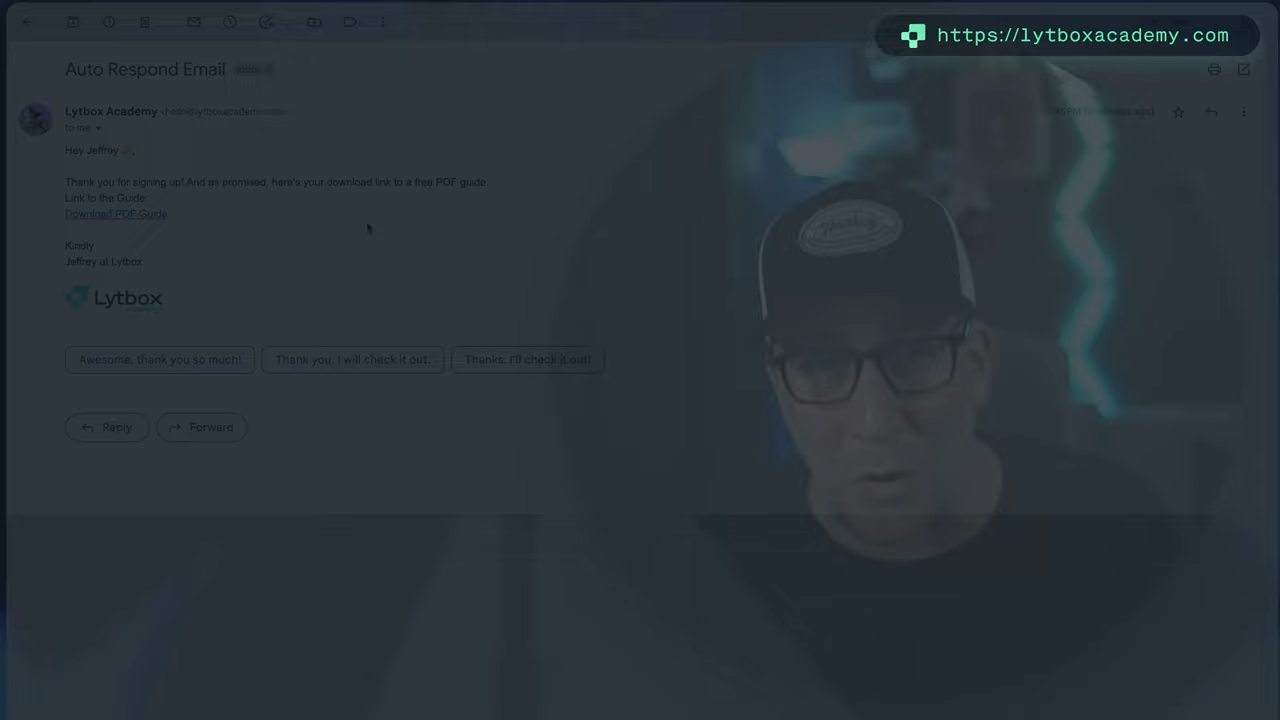 https://lytboxacademy.com
Auto Respond Email
Lytbox Academy
to me
Hey Jeffrey
Thank you for signing up! And as promised, here's your download link to a free PDF guide.
Link to the Guide:
Download PDF Guide
Kindly
Jeffrey at Lytbox
Lytbox
Awesome, thank you so much!
Thank you, I will check it out.
Thanks, I'll check it out!
Reply
Forward